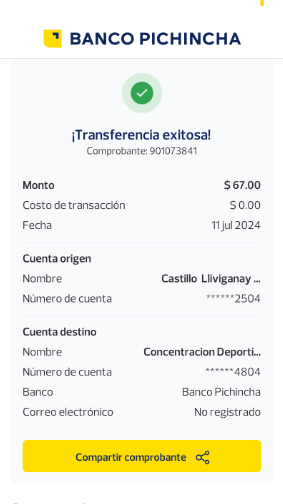 BANCO PICHINCHA
¡Transferencia exitosa!
Comprobante: 901073841
Monto $ 67.00
Costo de transacción $ 0.00
Fecha 11 jul 2024
Cuenta origen
Nombre Castillo Lliviganay ...
Número de cuenta ******2504
Cuenta destino
Nombre Concentracion Deporti...
Número de cuenta ******4804
Banco Banco Pichincha
Correo electrónico No registrado
Compartir comprobante